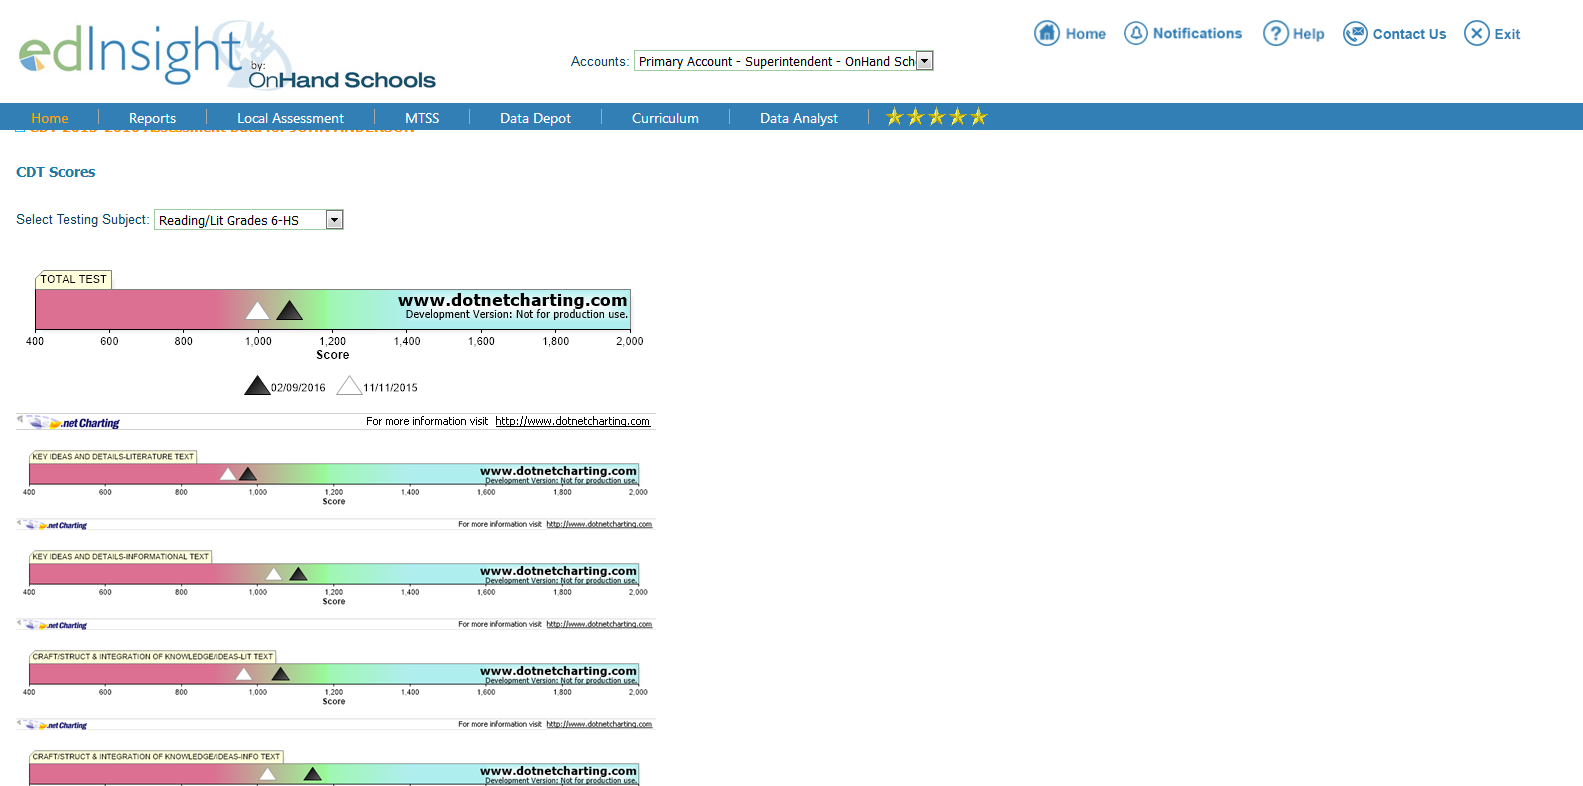 edInsight
by:
OnHand Schools
Accounts: Primary Account - Superintendent - OnHand Sch
Home Notifications Help Contact Us Exit
Home Reports Local Assessment MTSS Data Depot Curriculum Data Analyst
CDT 2015-2016 Assessment Data for JOHN ANDERSON
CDT Scores
Select Testing Subject: Reading/Lit Grades 6-HS
TOTAL TEST
www.dotnetcharting.com
Development Version: Not for production use.
400 600 800 1,000 1,200 1,400 1,600 1,800 2,000
Score
02/09/2016 11/11/2015
.net Charting For more information visit http://www.dotnetcharting.com
KEY IDEAS AND DETAILS-LITERATURE TEXT
www.dotnetcharting.com
Development Version: Not for production use.
400 600 800 1,000 1,200 1,400 1,600 1,800 2,000
Score
.net Charting For more information visit http://www.dotnetcharting.com
KEY IDEAS AND DETAILS-INFORMATIONAL TEXT
www.dotnetcharting.com
Development Version: Not for production use.
400 600 800 1,000 1,200 1,400 1,600 1,800 2,000
Score
.net Charting For more information visit http://www.dotnetcharting.com
CRAFT/STRUCT & INTEGRATION OF KNOWLEDGE/IDEAS-LIT TEXT
www.dotnetcharting.com
Development Version: Not for production use.
400 600 800 1,000 1,200 1,400 1,600 1,800 2,000
Score
.net Charting For more information visit http://www.dotnetcharting.com
CRAFT/STRUCT & INTEGRATION OF KNOWLEDGE/IDEAS-INFO TEXT
www.dotnetcharting.com
Development Version: Not for production use.